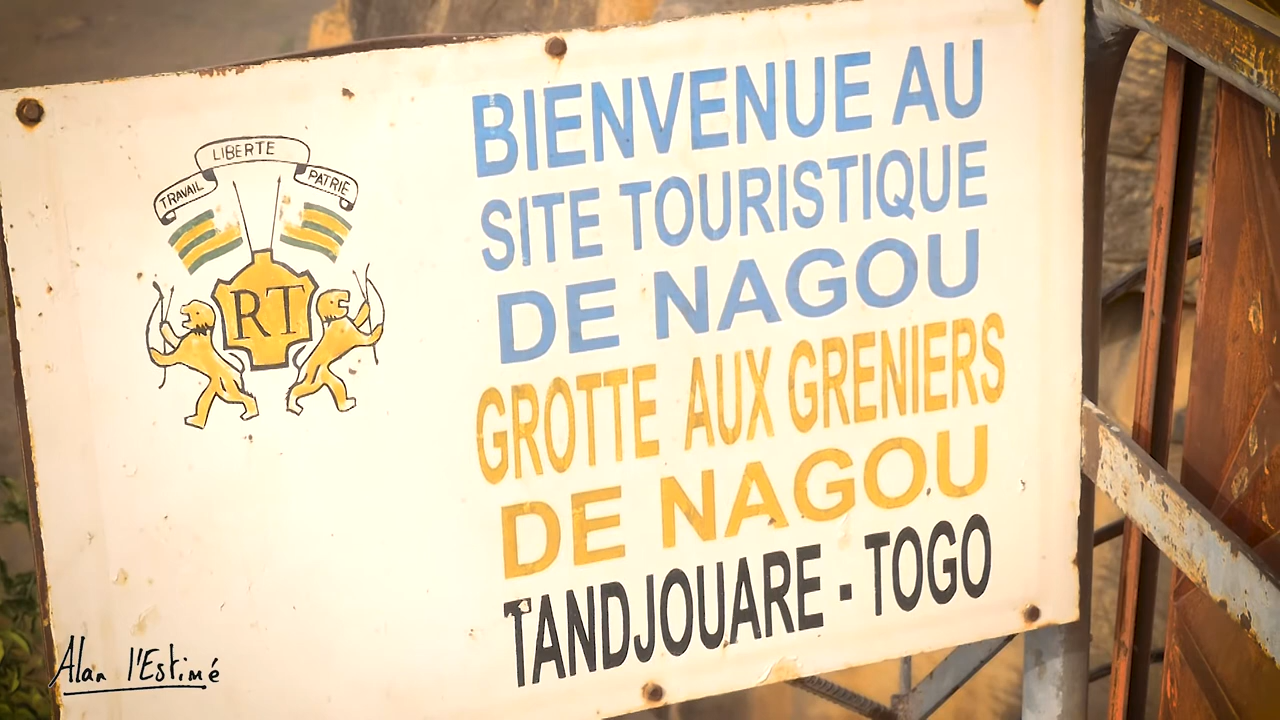 TRAVAIL LIBERTE PATRIE
RT
BIENVENUE AU
SITE TOURISTIQUE
DE NAGOU
GROTTE AUX GRENIERS
DE NAGOU
TANDJOUARE - TOGO
Alan l'Estimé